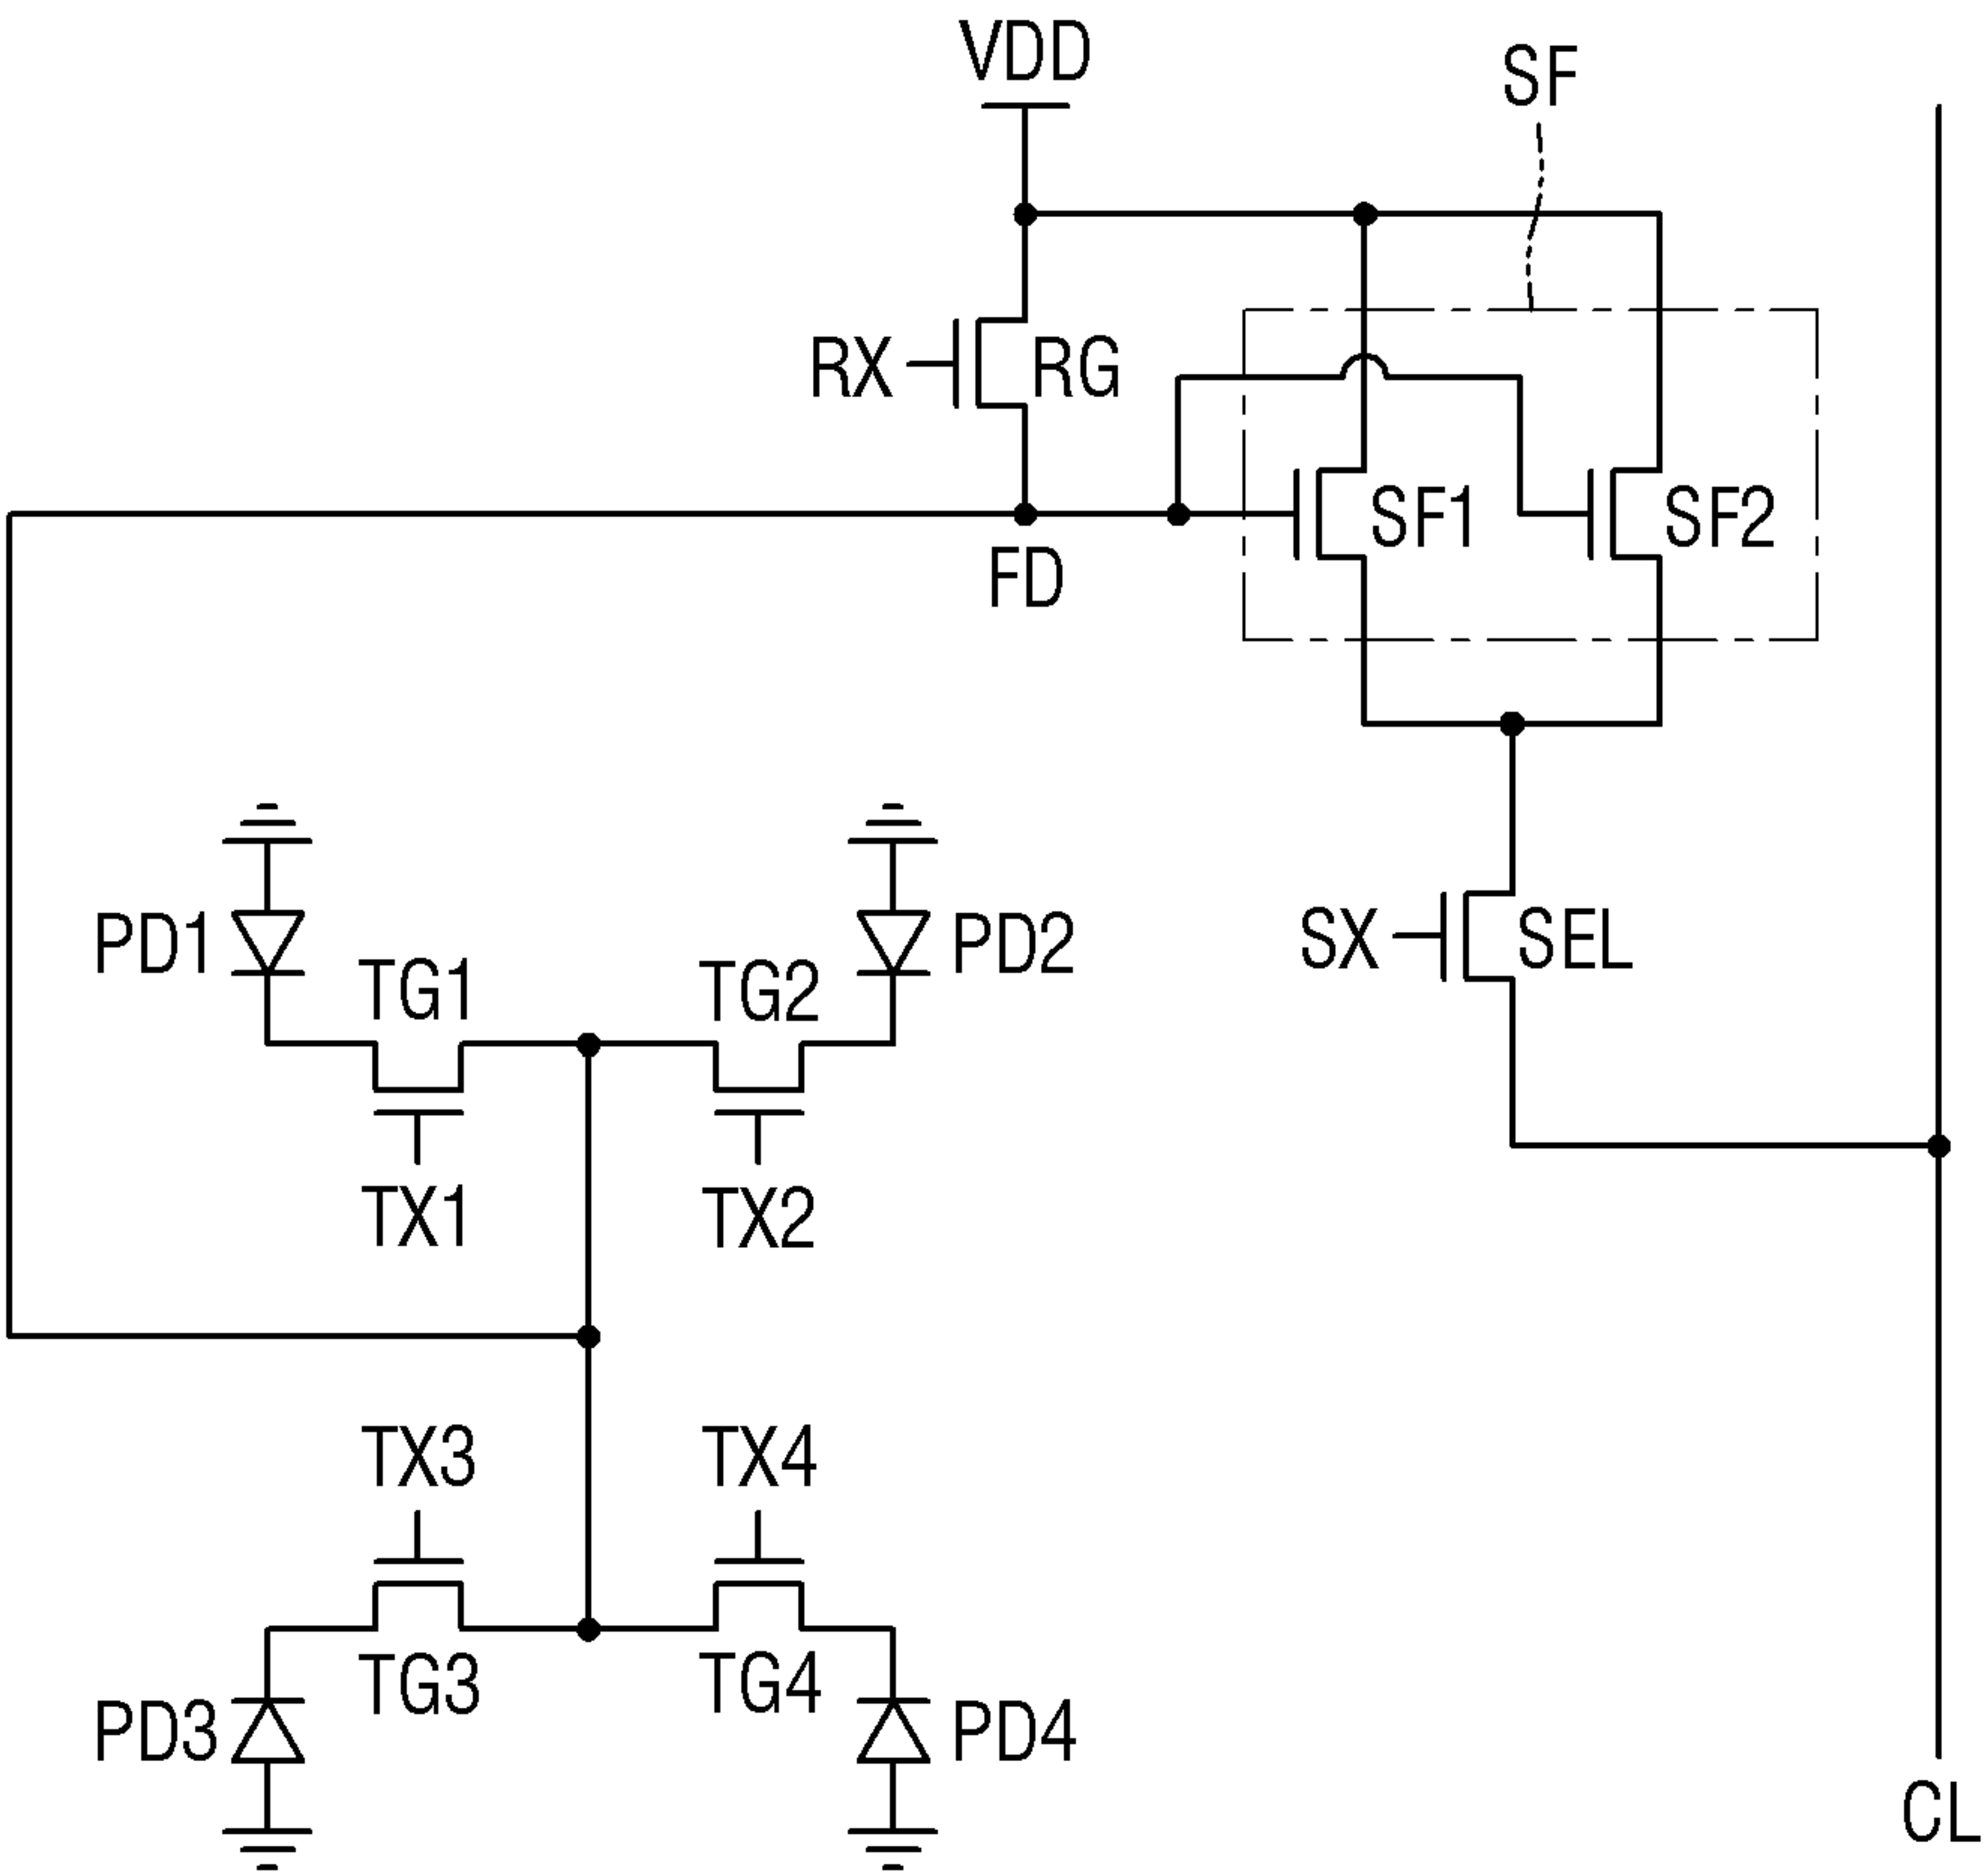 VDD
SF
RX
RG
SF1
SF2
FD
PD1
TG1
TG2
PD2
SX
SEL
TX1
TX2
TX3
TX4
TG3
TG4
PD3
PD4
CL